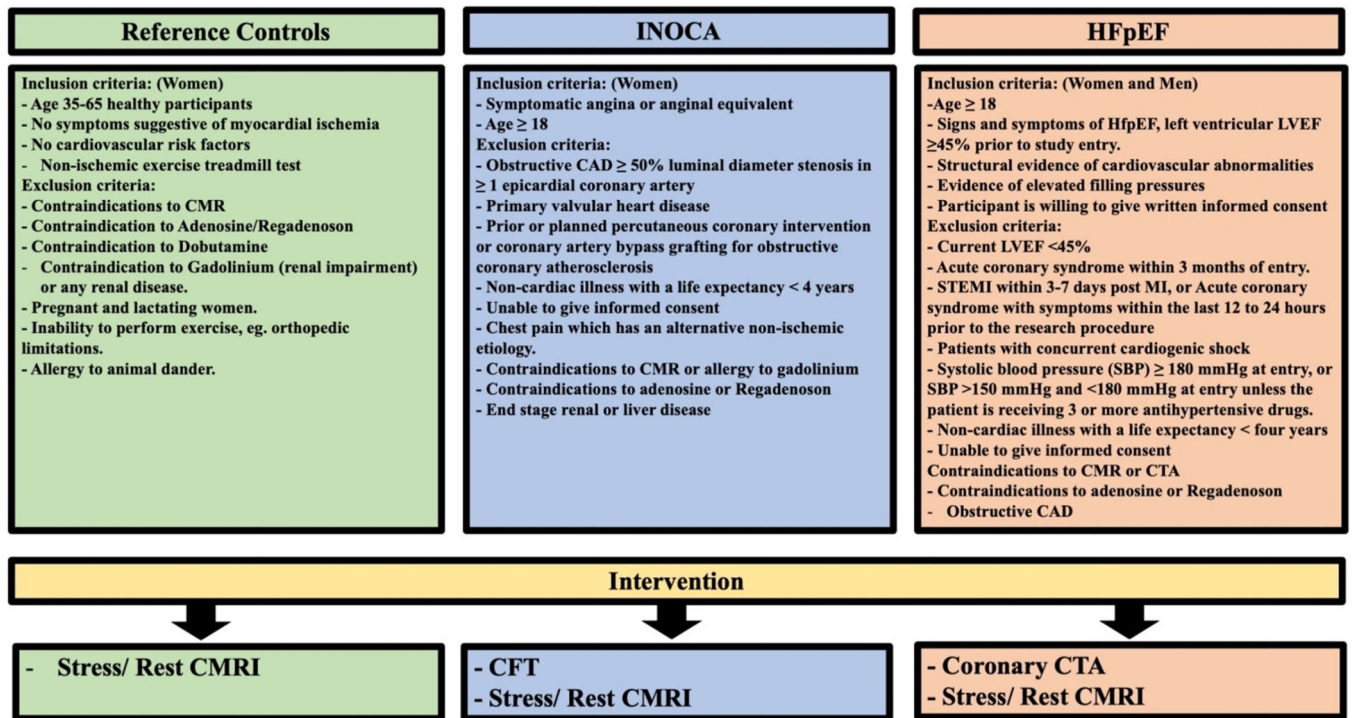 Reference Controls
Inclusion criteria: (Women)
- Age 35-65 healthy participants
- No symptoms suggestive of myocardial ischemia
- No cardiovascular risk factors
- Non-ischemic exercise treadmill test
Exclusion criteria:
- Contraindications to CMR
- Contraindication to Adenosine/Regadenoson
- Contraindication to Dobutamine
- Contraindication to Gadolinium (renal impairment)
or any renal disease.
- Pregnant and lactating women.
- Inability to perform exercise, eg. orthopedic
limitations.
- Allergy to animal dander.
INOCA
Inclusion criteria: (Women)
- Symptomatic angina or anginal equivalent
- Age ≥ 18
Exclusion criteria:
- Obstructive CAD ≥ 50% luminal diameter stenosis in
≥ 1 epicardial coronary artery
- Primary valvular heart disease
- Prior or planned percutaneous coronary intervention
or coronary artery bypass grafting for obstructive
coronary atherosclerosis
- Non-cardiac illness with a life expectancy < 4 years
- Unable to give informed consent
- Chest pain which has an alternative non-ischemic
etiology.
- Contraindications to CMR or allergy to gadolinium
- Contraindications to adenosine or Regadenoson
- End stage renal or liver disease
HFpEF
Inclusion criteria: (Women and Men)
-Age ≥ 18
- Signs and symptoms of HfpEF, left ventricular LVEF
≥45% prior to study entry.
- Structural evidence of cardiovascular abnormalities
- Evidence of elevated filling pressures
- Participant is willing to give written informed consent
Exclusion criteria:
- Current LVEF <45%
- Acute coronary syndrome within 3 months of entry.
- STEMI within 3-7 days post MI, or Acute coronary
syndrome with symptoms within the last 12 to 24 hours
prior to the research procedure
- Patients with concurrent cardiogenic shock
- Systolic blood pressure (SBP) ≥ 180 mmHg at entry, or
SBP >150 mmHg and <180 mmHg at entry unless the
patient is receiving 3 or more antihypertensive drugs.
- Non-cardiac illness with a life expectancy < four years
- Unable to give informed consent
Contraindications to CMR or CTA
- Contraindications to adenosine or Regadenoson
- Obstructive CAD
Intervention
- Stress/ Rest CMRI
- CFT
- Stress/ Rest CMRI
- Coronary CTA
- Stress/ Rest CMRI